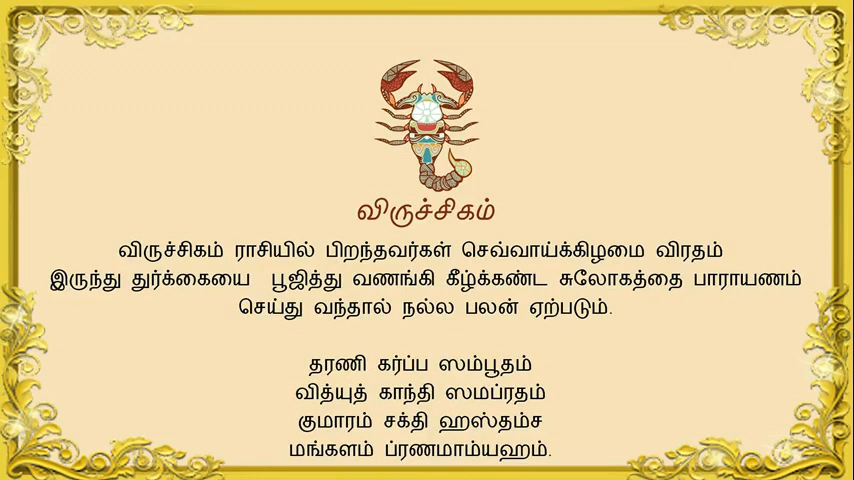 விருச்சிகம்
விருச்சிகம் ராசியில் பிறந்தவர்கள் செவ்வாய்க்கிழமை விரதம்
இருந்து துர்க்கையை பூஜித்து வணங்கி கீழ்க்கண்ட சுலோகத்தை பாராயணம்
செய்து வந்தால் நல்ல பலன் ஏற்படும்.
தரணி கர்ப்ப ஸம்பூதம்
வித்யுத் காந்தி ஸமப்ரதம்
குமாரம் சக்தி ஹஸ்தம்ச
மங்களம் ப்ரணமாம்யஹம்.